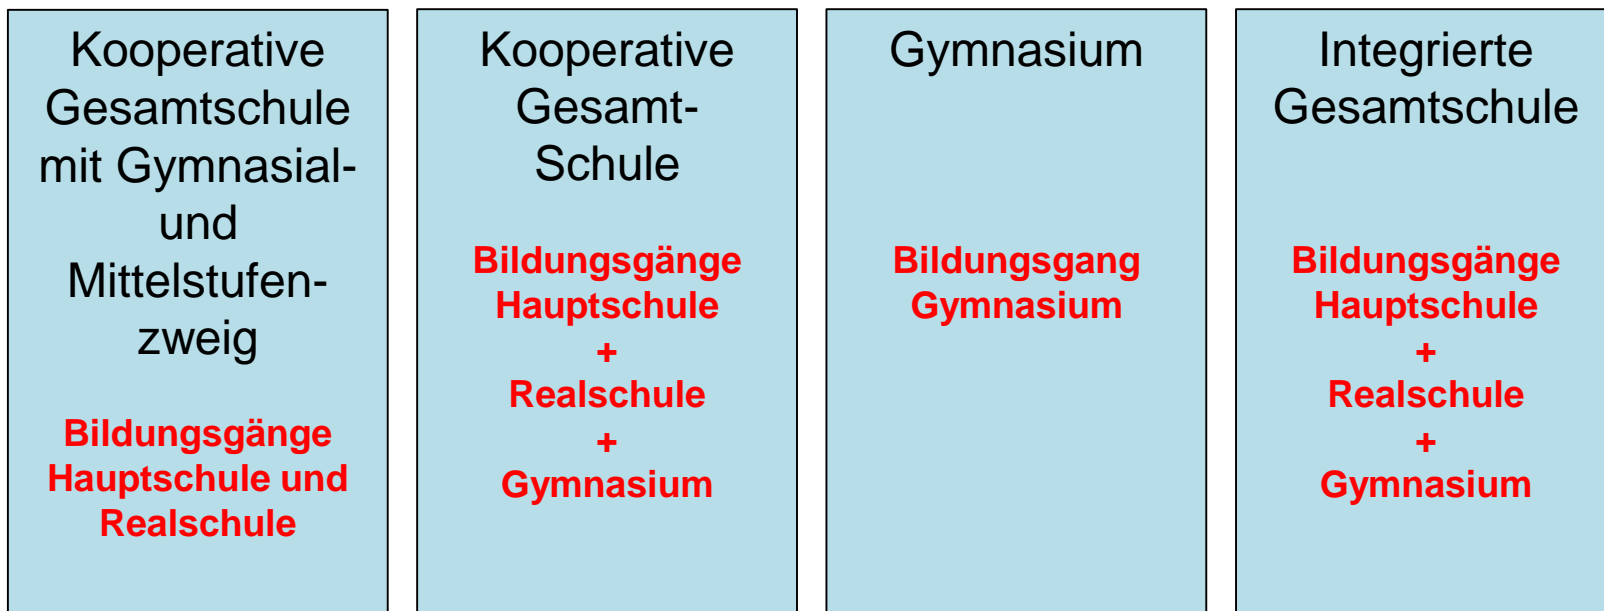 Kooperative
Gesamtschule
mit Gymnasial-
und
Mittelstufen-
zweig
Bildungsgänge
Hauptschule und
Realschule
Kooperative
Gesamt-
Schule
Bildungsgänge
Hauptschule
+
Realschule
+
Gymnasium
Gymnasium
Bildungsgang
Gymnasium
Integrierte
Gesamtschule
Bildungsgänge
Hauptschule
+
Realschule
+
Gymnasium